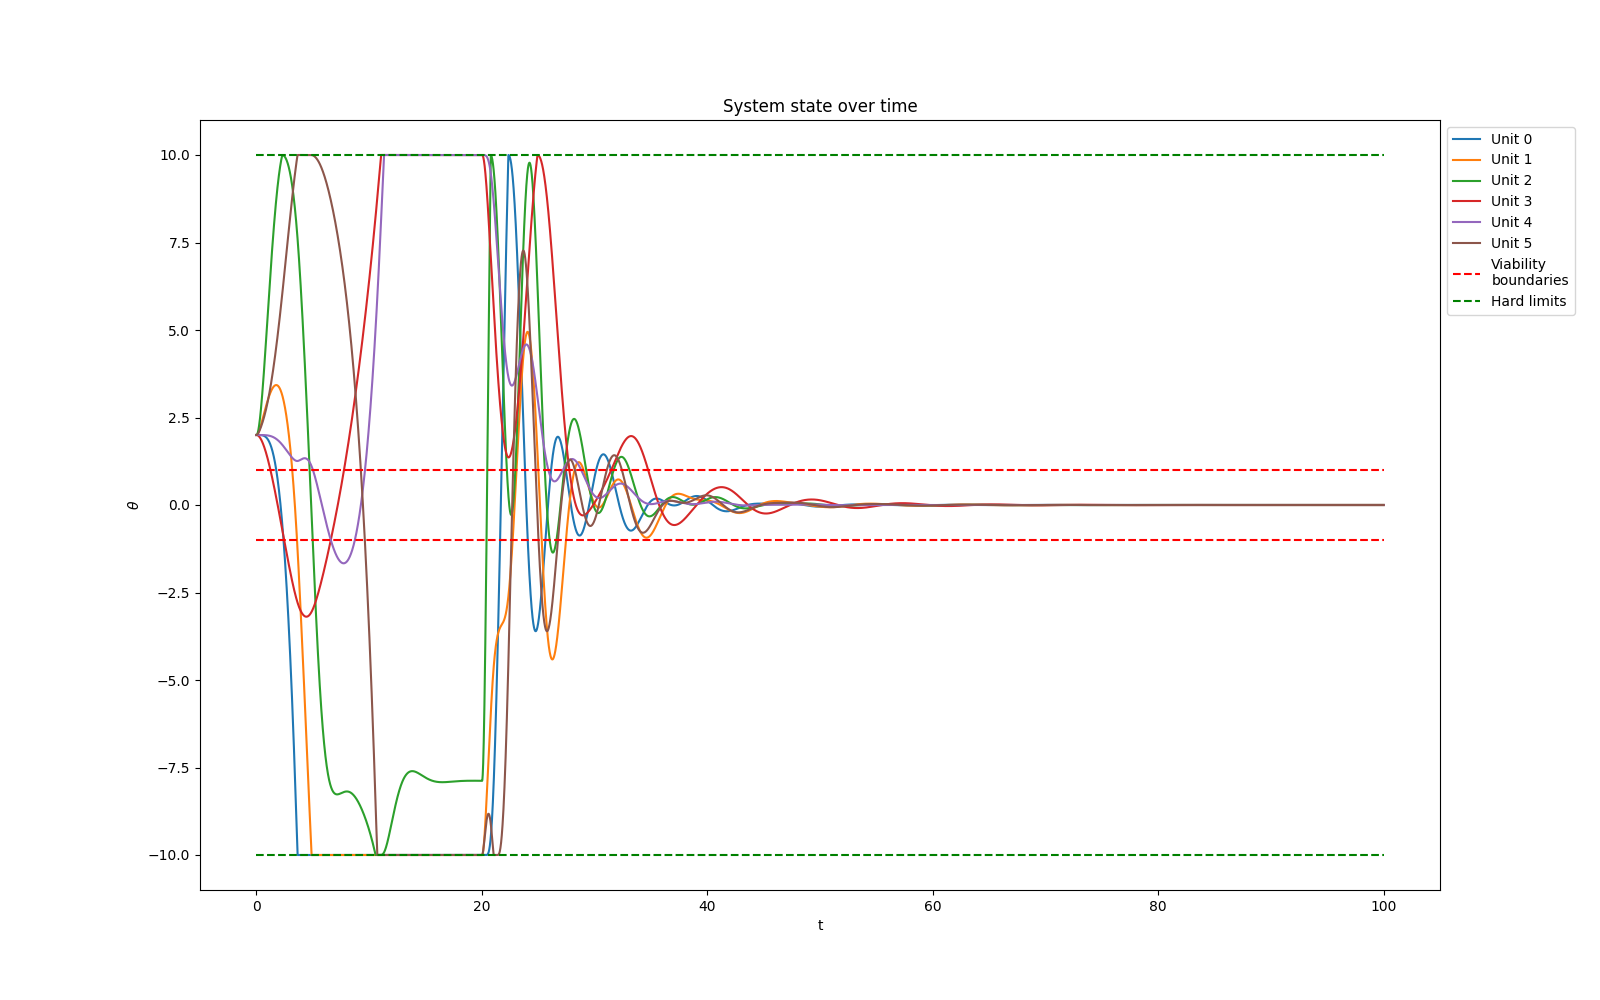 System state over time
10.0
7.5
5.0
2.5
0.0
−2.5
−5.0
−7.5
−10.0
θ
0
20
40
60
80
100
t
Unit 0
Unit 1
Unit 2
Unit 3
Unit 4
Unit 5
Viability
boundaries
Hard limits